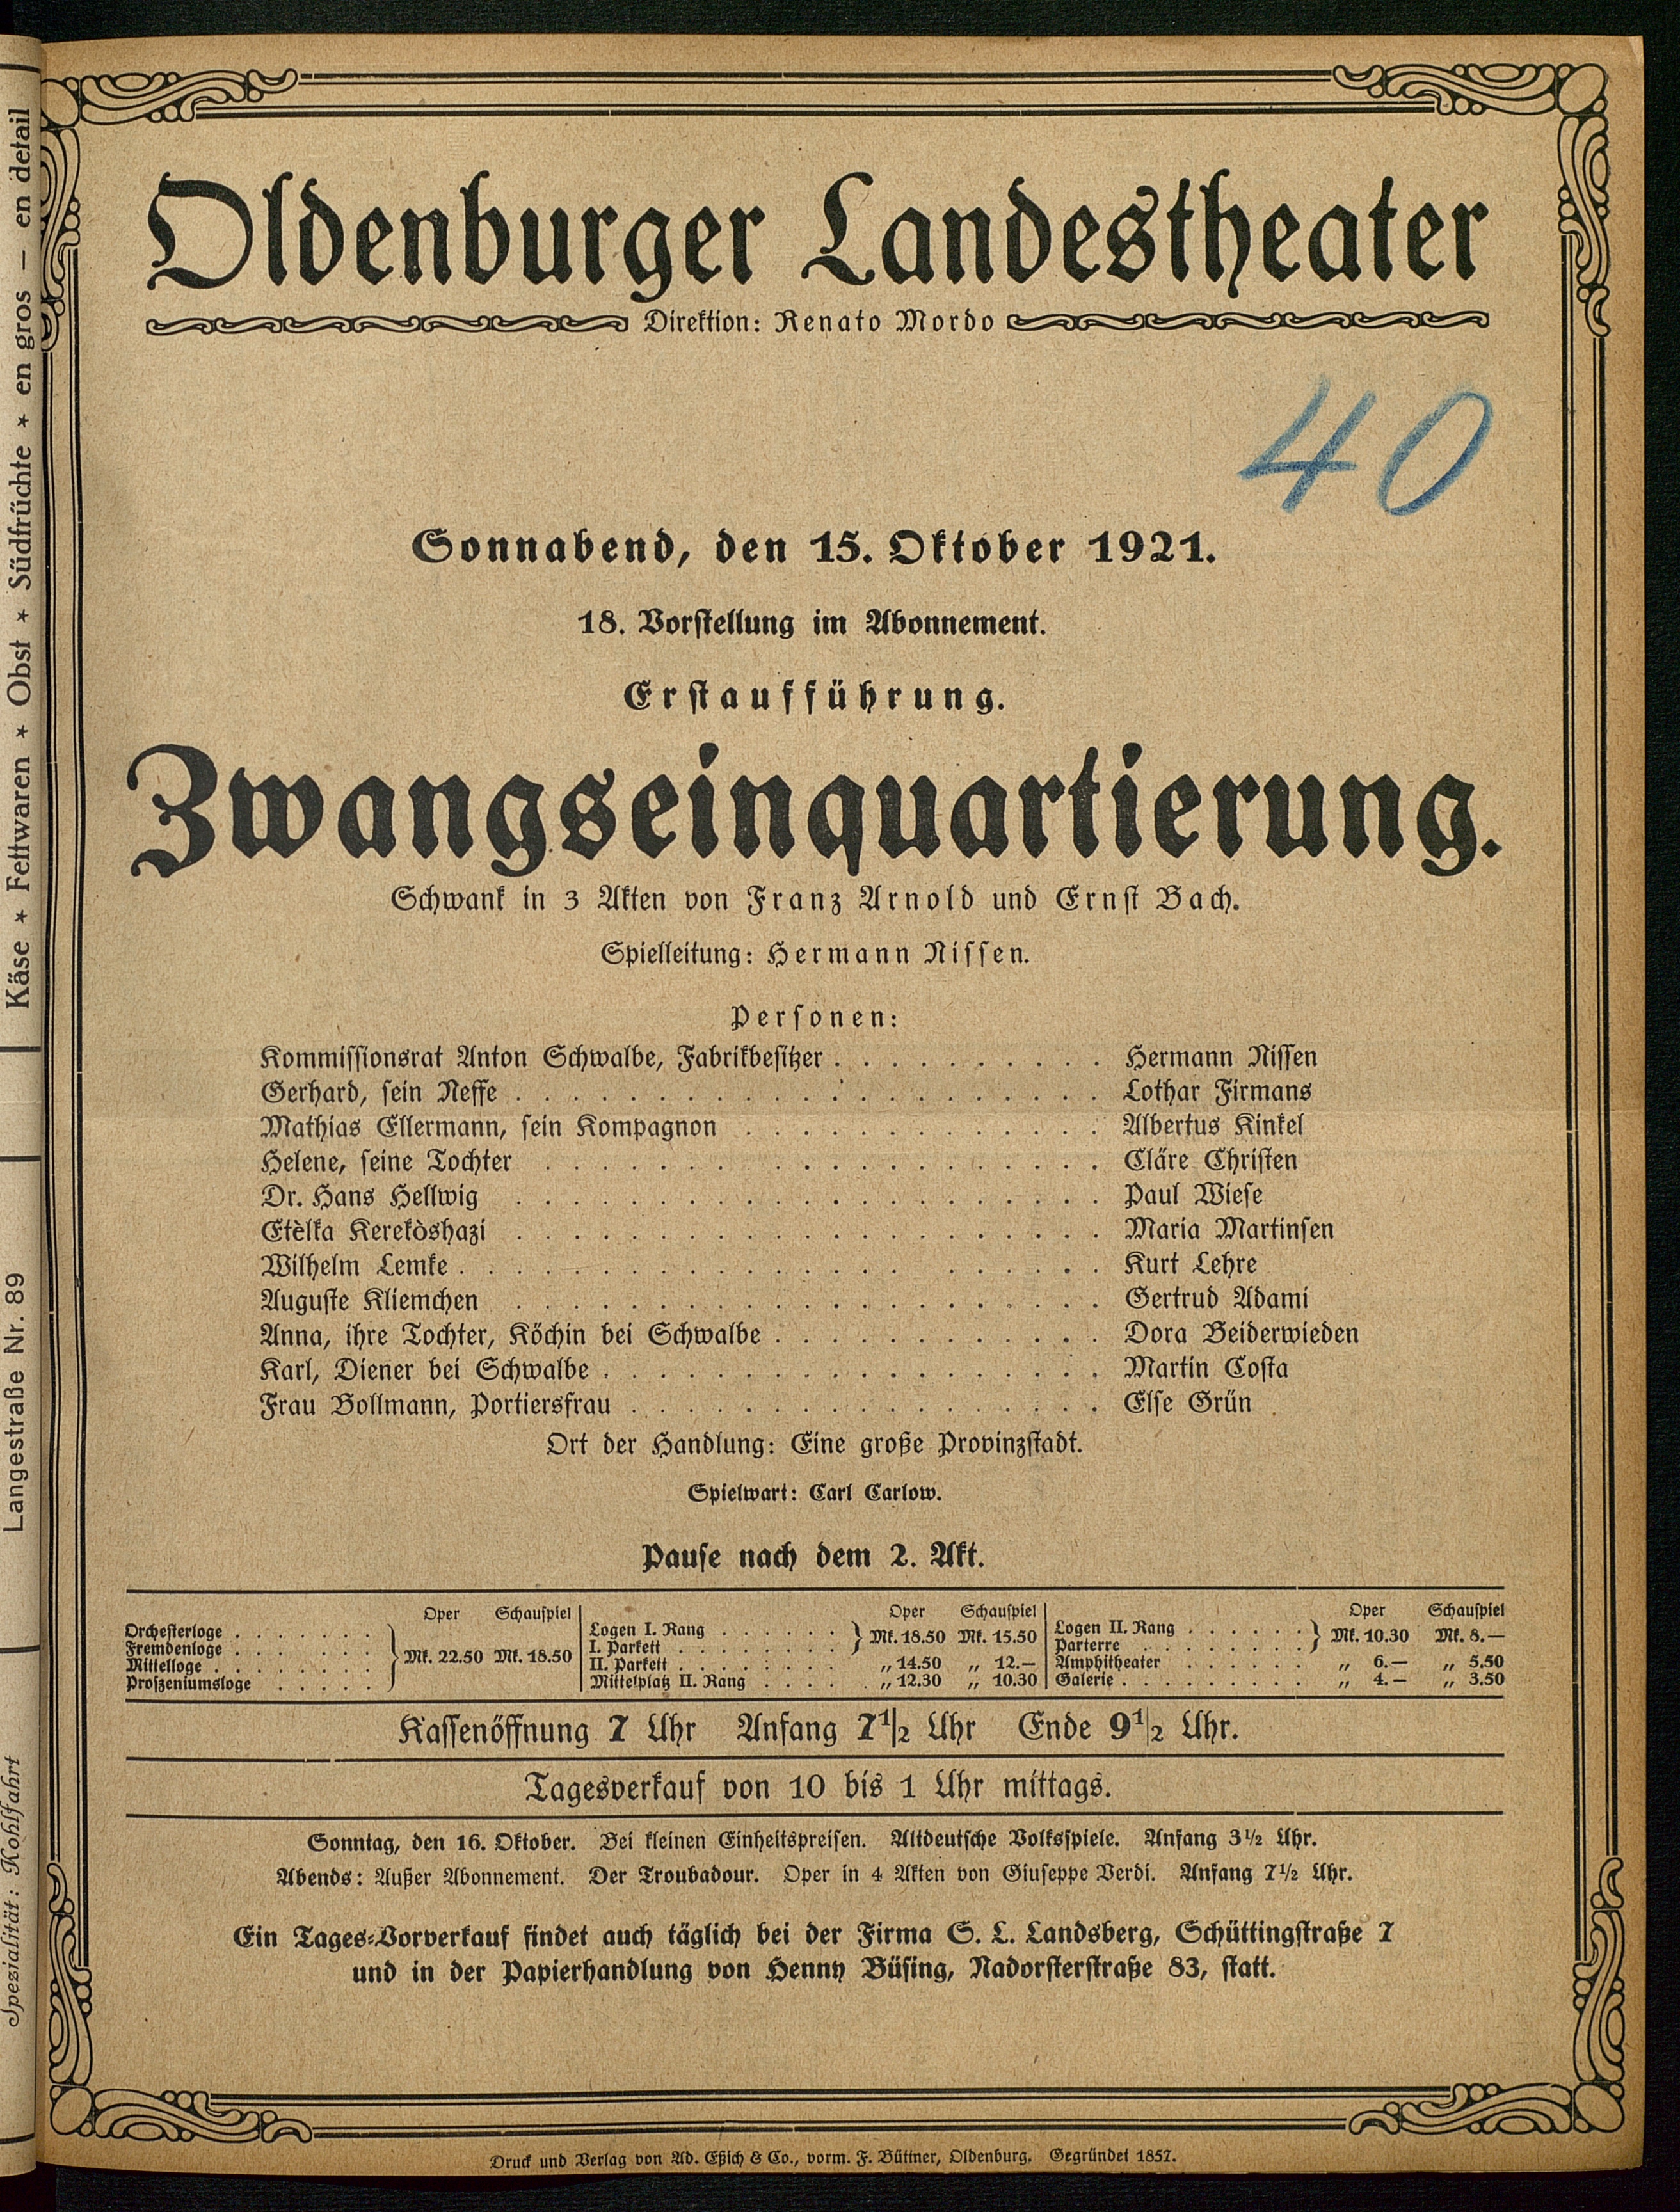 Oldenburger Landestheater
Direktion: Renato Mordo
40
Sonnabend, den 15. Oktober 1921.
18. Vorstellung im Abonnement.
Erstaufführung.
Zwangseinquartierung.
Schwank in 3 Akten von Franz Arnold und Ernst Bach.
Spielleitung: Hermann Nissen.
Personen:
Kommissionsrat Anton Schwalbe, Fabrikbesitzer . . . . . . . . . . Hermann Nissen
Gerhard, sein Neffe . . . . . . . . . . . . . . . . . . . . . Lothar Firmans
Mathias Ellermann, sein Kompagnon . . . . . . . . . . . . . Albertus Kinkel
Helene, seine Tochter . . . . . . . . . . . . . . . . . . . . Cläre Christen
Dr. Hans Hellwig . . . . . . . . . . . . . . . . . . . . . Paul Wiese
Etèlka Kerekòshazi . . . . . . . . . . . . . . . . . . . . . Maria Martinsen
Wilhelm Lemke . . . . . . . . . . . . . . . . . . . . . . . Kurt Lehre
Auguste Kliemchen . . . . . . . . . . . . . . . . . . . . . Gertrud Adami
Anna, ihre Tochter, Köchin bei Schwalbe . . . . . . . . . . . . Dora Beiderwieden
Karl, Diener bei Schwalbe . . . . . . . . . . . . . . . . . . Martin Costa
Frau Bollmann, Portiersfrau . . . . . . . . . . . . . . . . . Else Grün
Ort der Handlung: Eine große Provinzstadt.
Spielwart: Carl Carlow.
Pause nach dem 2. Akt.
Oper Schauspiel
Orchesterloge . . . . . . .
Fremdenloge . . . . . . .
Mittelloge . . . . . . . .
Proszeniumsloge . . . . .
} Mk. 22.50 Mk. 18.50
Oper Schauspiel
Logen I. Rang . . . . . .
I. Parkett . . . . . . . .
} Mk. 18.50 Mk. 15.50
II. Parkett . . . . . . . . „ 14.50 „ 12.—
Mittelplatz II. Rang . . . . „ 12.30 „ 10.30
Oper Schauspiel
Logen II. Rang . . . . . .
Parterre . . . . . . . .
} Mk. 10.30 Mk. 8.—
Amphitheater . . . . . . „ 6.— „ 5.50
Galerie . . . . . . . . . „ 4.— „ 3.50
Kassenöffnung 7 Uhr Anfang 7 1/2 Uhr Ende 9 1/2 Uhr.
Tagesverkauf von 10 bis 1 Uhr mittags.
Sonntag, den 16. Oktober. Bei kleinen Einheitspreisen. Altdeutsche Volksspiele. Anfang 3 1/2 Uhr.
Abends: Außer Abonnement. Der Troubadour. Oper in 4 Akten von Giuseppe Verdi. Anfang 7 1/2 Uhr.
Ein Tages-Vorverkauf findet auch täglich bei der Firma S. L. Landsberg, Schüttingstraße 7
und in der Papierhandlung von Henny Büsing, Nadorsterstraße 83, statt.
Druck und Verlag von Ad. Eßich & Co., vorm. F. Büttner, Oldenburg. Gegründet 1857.
Käse * Fettwaren * Obst * Südfrüchte * en gros — en detail
Langestraße Nr. 89
Spezialität: Kohlfahrt